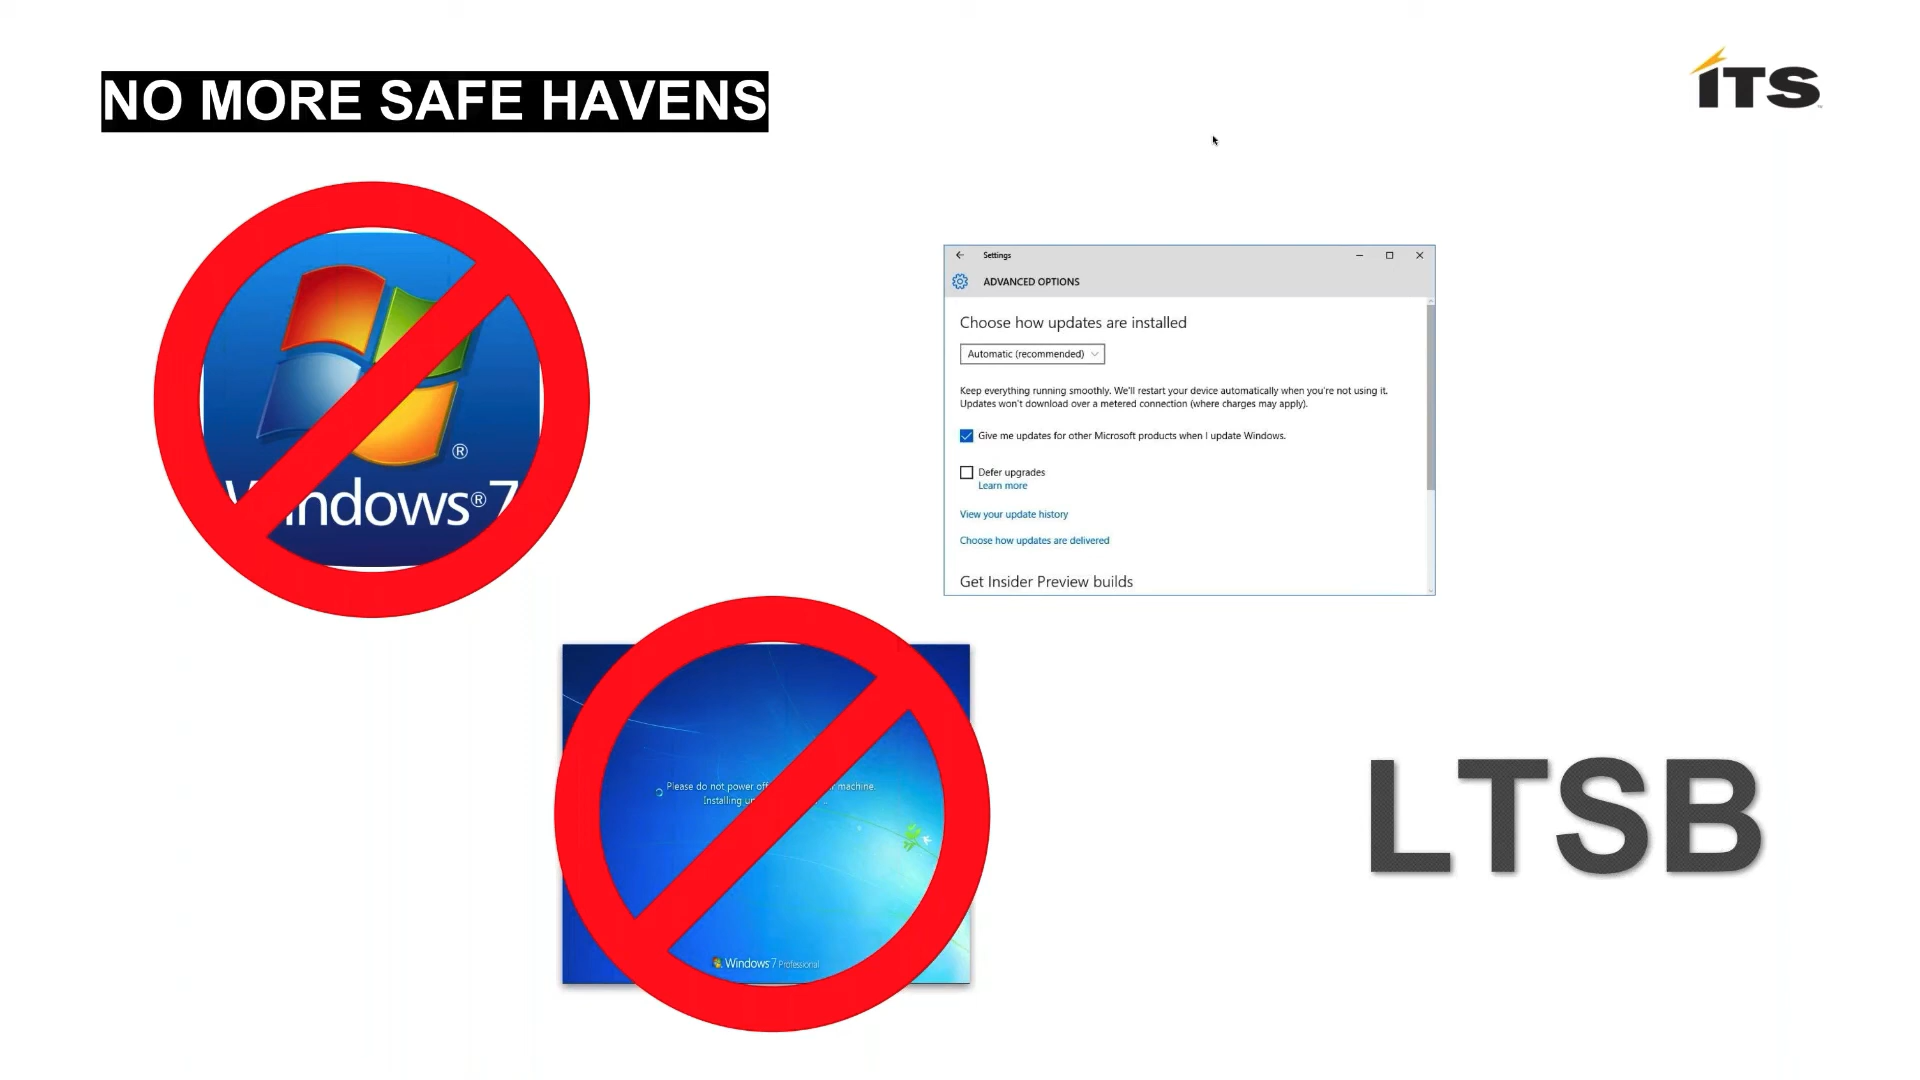 NO MORE SAFE HAVENS
ITS
Settings
ADVANCED OPTIONS
Choose how updates are installed
Automatic (recommended)
Keep everything running smoothly. We'll restart your device automatically when you're not using it.
Updates won't download over a metered connection (where charges may apply).
Give me updates for other Microsoft products when I update Windows.
Defer upgrades
Learn more
View your update history
Choose how updates are delivered
Get Insider Preview builds
®
Windows® 7
Please do not power off machine.
Installing
Windows 7 Professional
LTSB